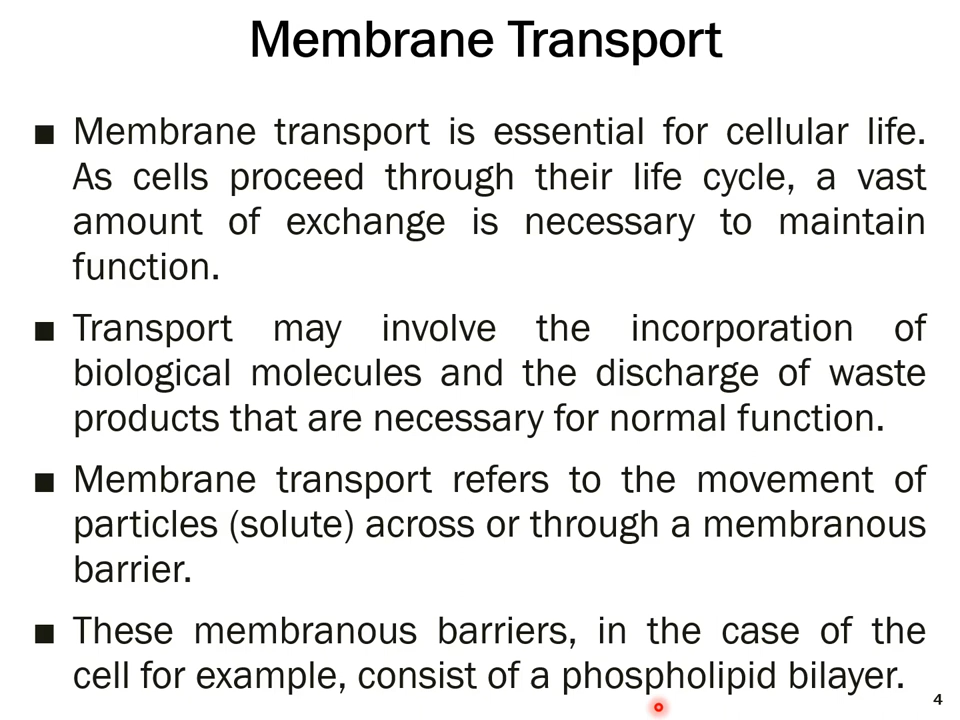 Membrane Transport
■ Membrane transport is essential for cellular life.
As cells proceed through their life cycle, a vast
amount of exchange is necessary to maintain
function.
■ Transport may involve the incorporation of
biological molecules and the discharge of waste
products that are necessary for normal function.
■ Membrane transport refers to the movement of
particles (solute) across or through a membranous
barrier.
■ These membranous barriers, in the case of the
cell for example, consist of a phospholipid bilayer.
4